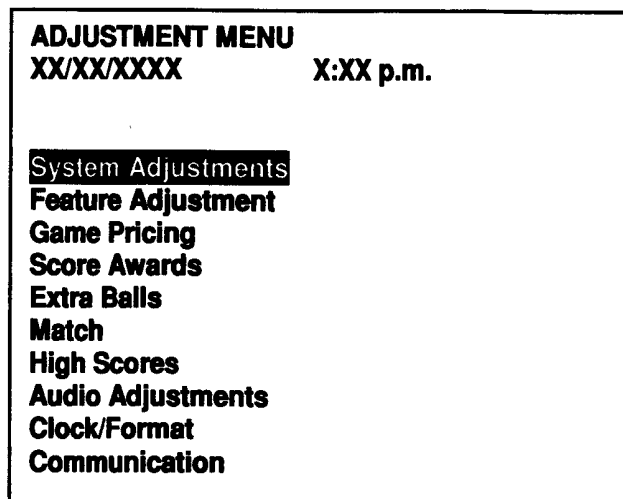 ADJUSTMENT MENU
XX/XX/XXXX X:XX p.m.
System Adjustments
Feature Adjustment
Game Pricing
Score Awards
Extra Balls
Match
High Scores
Audio Adjustments
Clock/Format
Communication